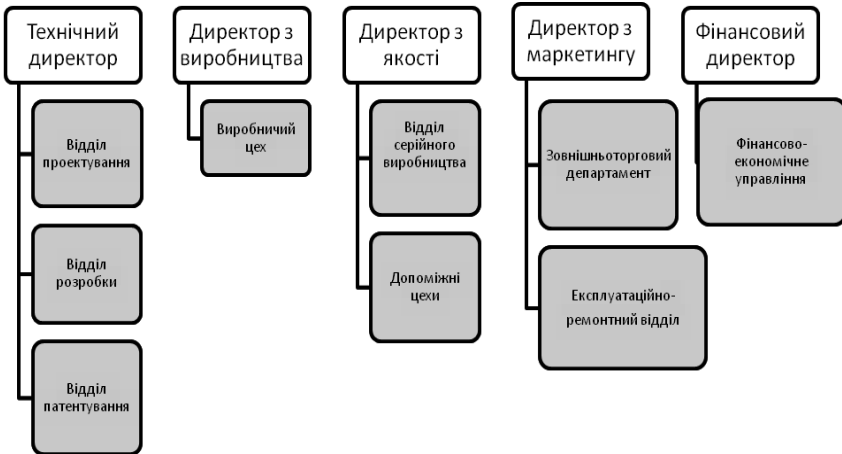 Технічний
директор
Відділ
проектування
Відділ
розробки
Відділ
патентування
Директор з
виробництва
Виробничий
цех
Директор з
якості
Відділ
серійного
виробництва
Допоміжні
цехи
Директор з
маркетингу
Зовнішньоторговий
департамент
Експлуатаційно-
ремонтний відділ
Фінансовий
директор
Фінансово-
економічне
управління